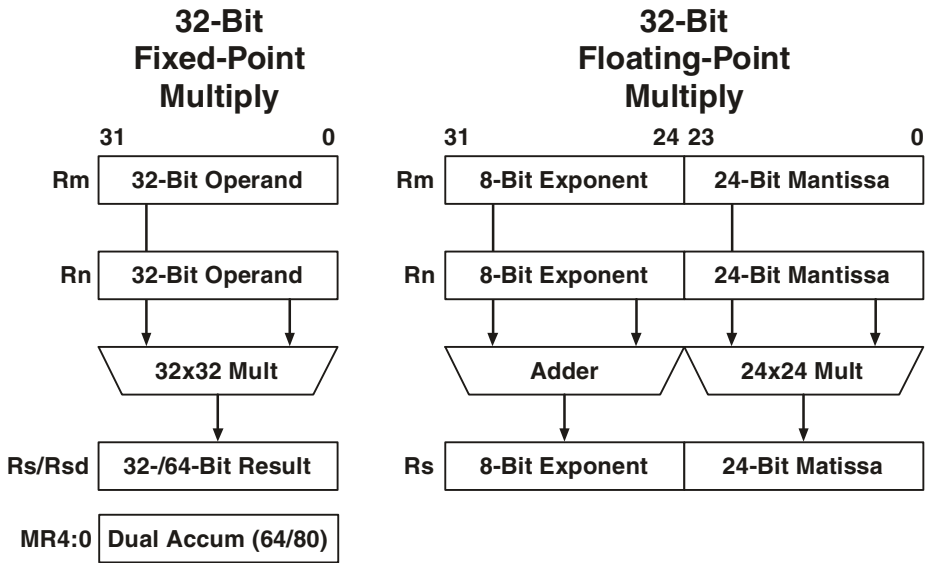 32-Bit
Fixed-Point
Multiply
31 0
Rm 32-Bit Operand
Rn 32-Bit Operand
32x32 Mult
Rs/Rsd 32-/64-Bit Result
MR4:0 Dual Accum (64/80)
32-Bit
Floating-Point
Multiply
31 24 23 0
Rm 8-Bit Exponent 24-Bit Mantissa
Rn 8-Bit Exponent 24-Bit Mantissa
Adder 24x24 Mult
Rs 8-Bit Exponent 24-Bit Matissa